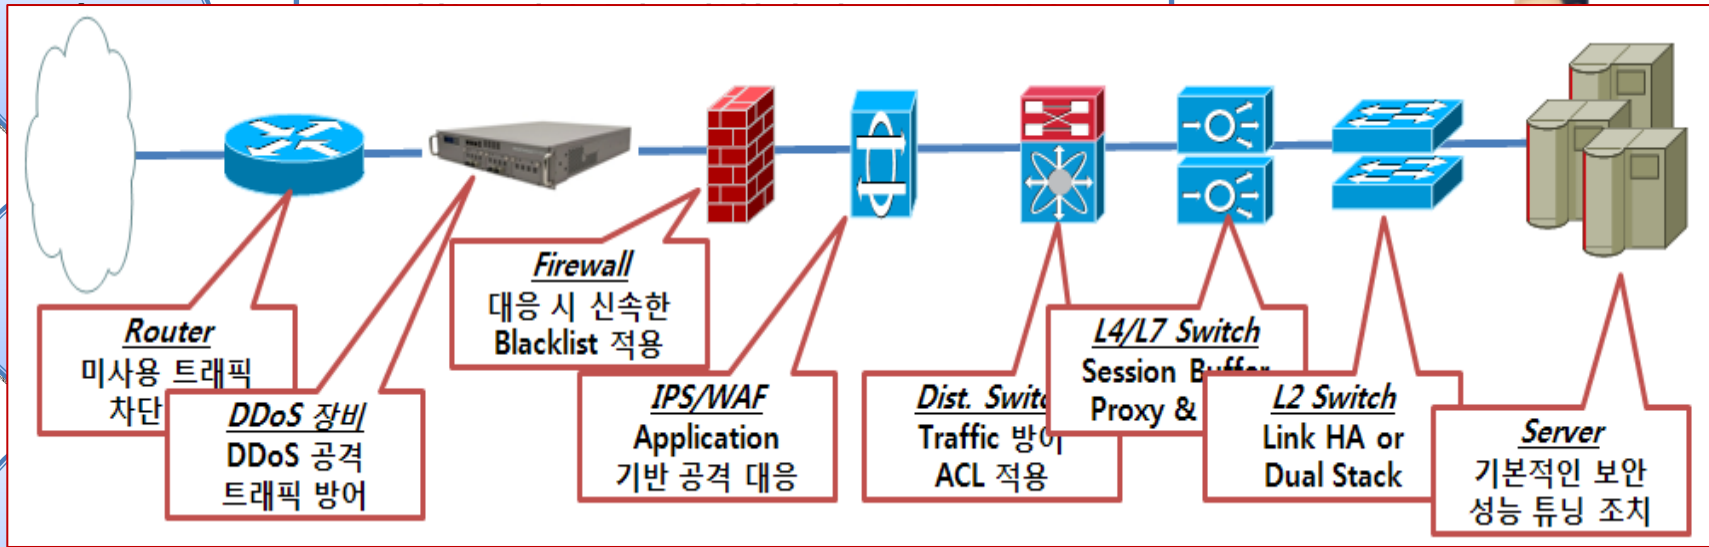 Router
미사용 트래픽
차단
DDoS 장비
DDoS 공격
트래픽 방어
Firewall
대응 시 신속한
Blacklist 적용
IPS/WAF
Application
기반 공격 대응
Dist.
Traffic 방어
ACL 적용
L4/L7 Switch
Session Buffer
Proxy &
L2 Switch
Link HA or
Dual Stack
Server
기본적인 보안
성능 튜닝 조치